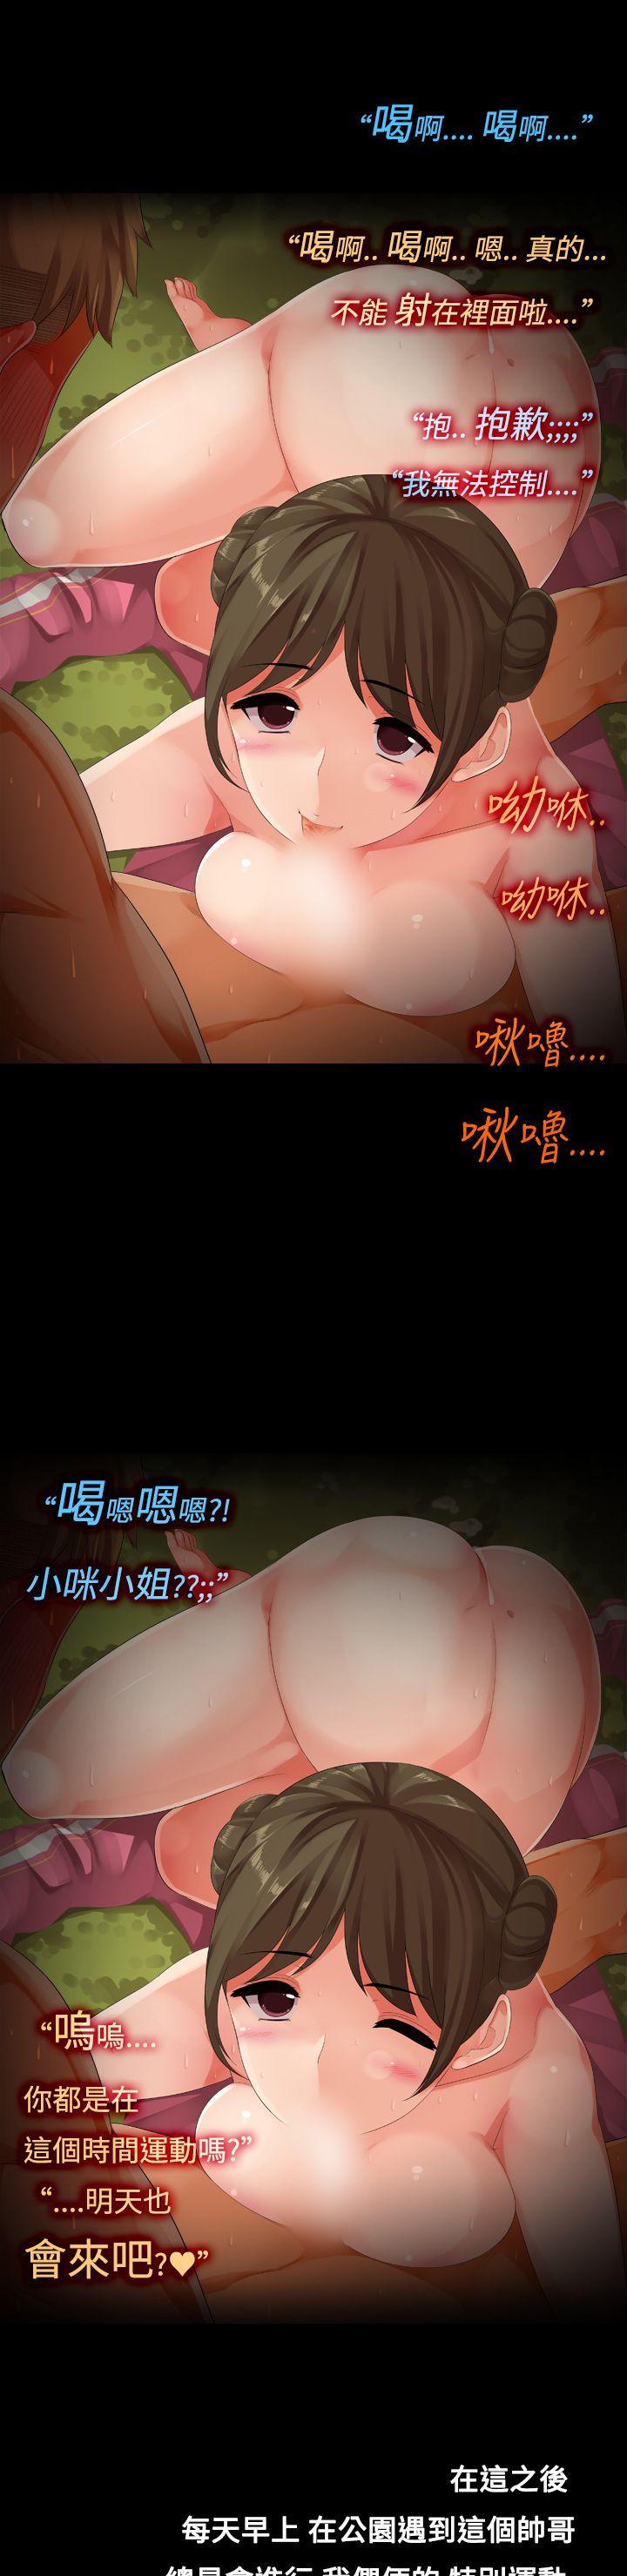 “喝啊.... 喝啊....”
“喝啊.. 喝啊.. 嗯.. 真的...
不能 射在裡面啦....”
“抱.. 抱歉;;;;”
“我無法控制....”
呦咻..
呦咻..
啾嚕....
啾嚕....
“喝嗯嗯嗯?!
小咪小姐??;;”
“嗚嗚....
你都是在
這個時間運動嗎?”
“....明天也
會來吧?♥”
在這之後
每天早上 在公園遇到這個帥哥